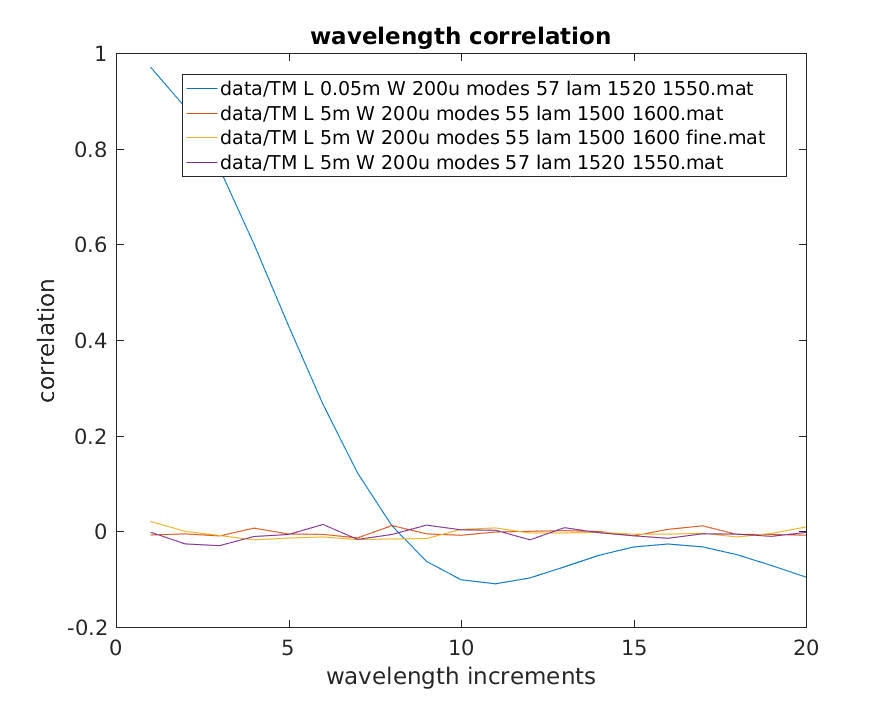 wavelength correlation
1
0.8
0.6
0.4
0.2
0
-0.2
correlation
data/TM L 0.05m W 200u modes 57 lam 1520 1550.mat
data/TM L 5m W 200u modes 55 lam 1500 1600.mat
data/TM L 5m W 200u modes 55 lam 1500 1600 fine.mat
data/TM L 5m W 200u modes 57 lam 1520 1550.mat
0 5 10 15 20
wavelength increments